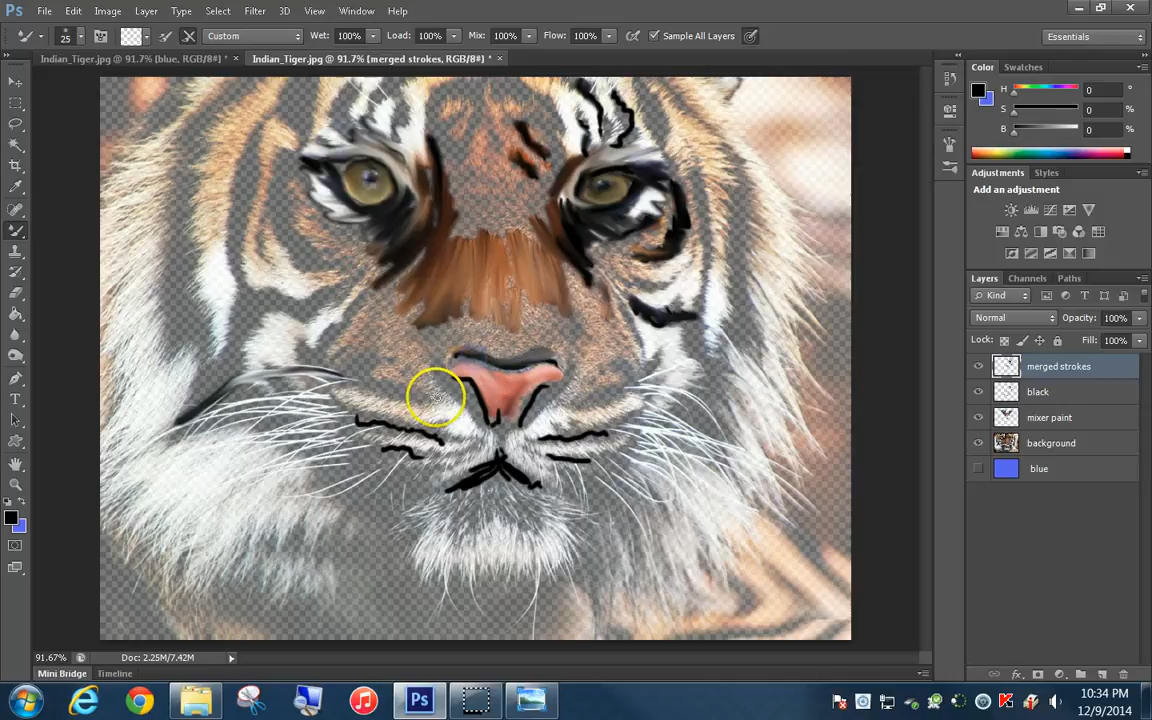 Ps File Edit Image Layer Type Select Filter 3D View Window Help
25 Custom Wet: 100% Load: 100% Mix: 100% Flow: 100% Sample All Layers Essentials
Indian_Tiger.jpg @ 91.7% (blue, RGB/8#) * × Indian_Tiger.jpg @ 91.7% (merged strokes, RGB/8#) * ×
Color Swatches
H 0 °
S 0 %
B 0 %
Adjustments Styles
Add an adjustment
Layers Channels Paths
Kind
Normal Opacity: 100%
Lock: Fill: 100%
merged strokes
black
mixer paint
background
blue
91.67% Doc: 2.25M/7.42M
Mini Bridge Timeline
Ps
10:34 PM
12/9/2014